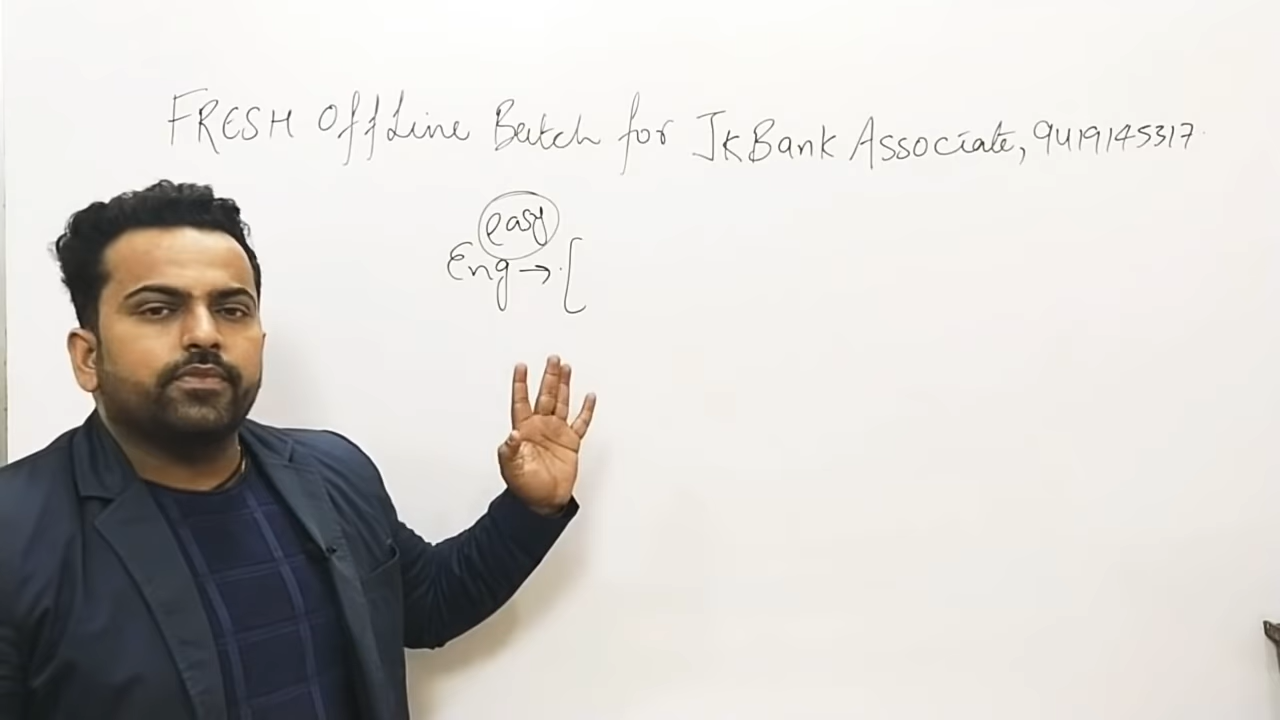 FRESH Offline Batch for JKBank Associate, 9419145317
easy
Eng → {